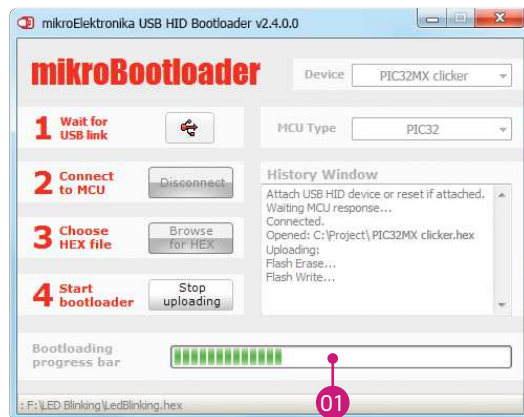 mikroElektronika USB HID Bootloader v2.4.0.0
mikroBootloader
Device PIC32MX clicker
1 Wait for
USB link
MCU Type PIC32
2 Connect
to MCU
Disconnect
3 Choose
HEX file
Browse
for HEX
4 Start
bootloader
Stop
uploading
History Window
Attach USB HID device or reset if attached.
Waiting MCU response...
Connected.
Opened: C:\Project\ PIC32MX clicker.hex
Uploading:
Flash Erase...
Flash Write...
Bootloading
progress bar
01
: F:\LED Blinking\LedBlinking.hex